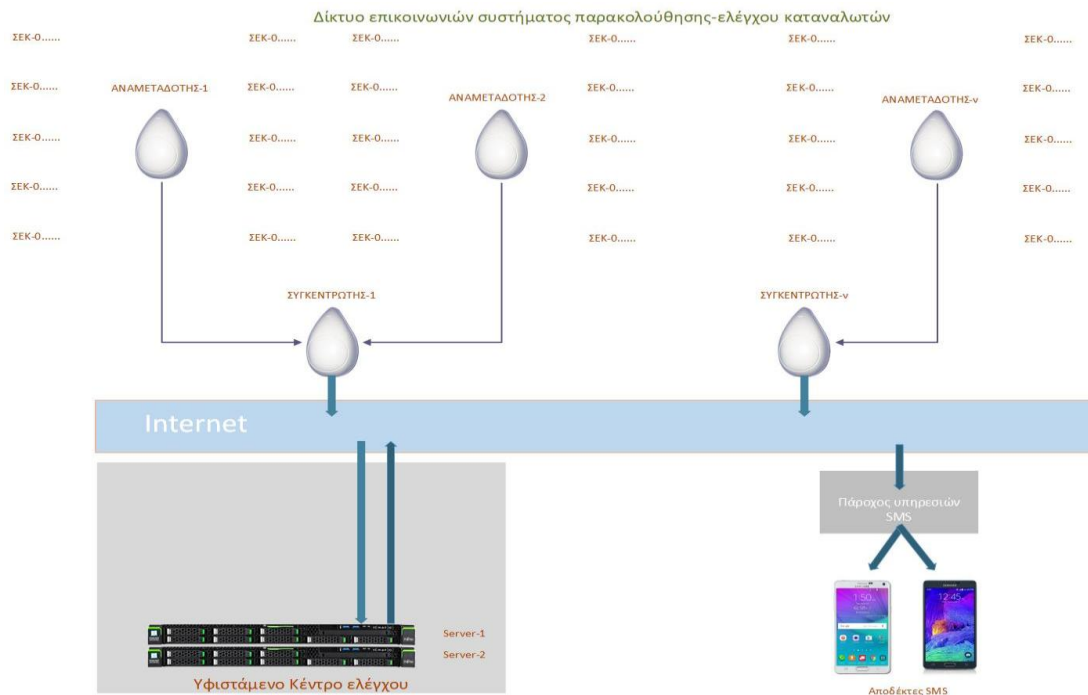 Δίκτυο επικοινωνιών συστήματος παρακολούθησης-ελέγχου καταναλωτών
ΣΕΚ-0...... ΣΕΚ-0...... ΣΕΚ-0...... ΣΕΚ-0...... ΣΕΚ-0...... ΣΕΚ-0......
ΣΕΚ-0...... ΑΝΑΜΕΤΑΔΟΤΗΣ-1 ΣΕΚ-0...... ΣΕΚ-0...... ΑΝΑΜΕΤΑΔΟΤΗΣ-2 ΣΕΚ-0...... ΣΕΚ-0...... ΑΝΑΜΕΤΑΔΟΤΗΣ-ν ΣΕΚ-0......
ΣΕΚ-0...... ΣΕΚ-0...... ΣΕΚ-0...... ΣΕΚ-0...... ΣΕΚ-0...... ΣΕΚ-0......
ΣΕΚ-0...... ΣΕΚ-0...... ΣΕΚ-0...... ΣΕΚ-0...... ΣΕΚ-0...... ΣΕΚ-0......
ΣΕΚ-0...... ΣΕΚ-0...... ΣΕΚ-0...... ΣΕΚ-0...... ΣΕΚ-0...... ΣΕΚ-0......
ΣΥΓΚΕΝΤΡΩΤΗΣ-1 ΣΥΓΚΕΝΤΡΩΤΗΣ-ν
Internet
Πάροχος υπηρεσιών
SMS
1:50
12:45
Server-1
Server-2
Υφιστάμενο Κέντρο ελέγχου
Αποδέκτες SMS